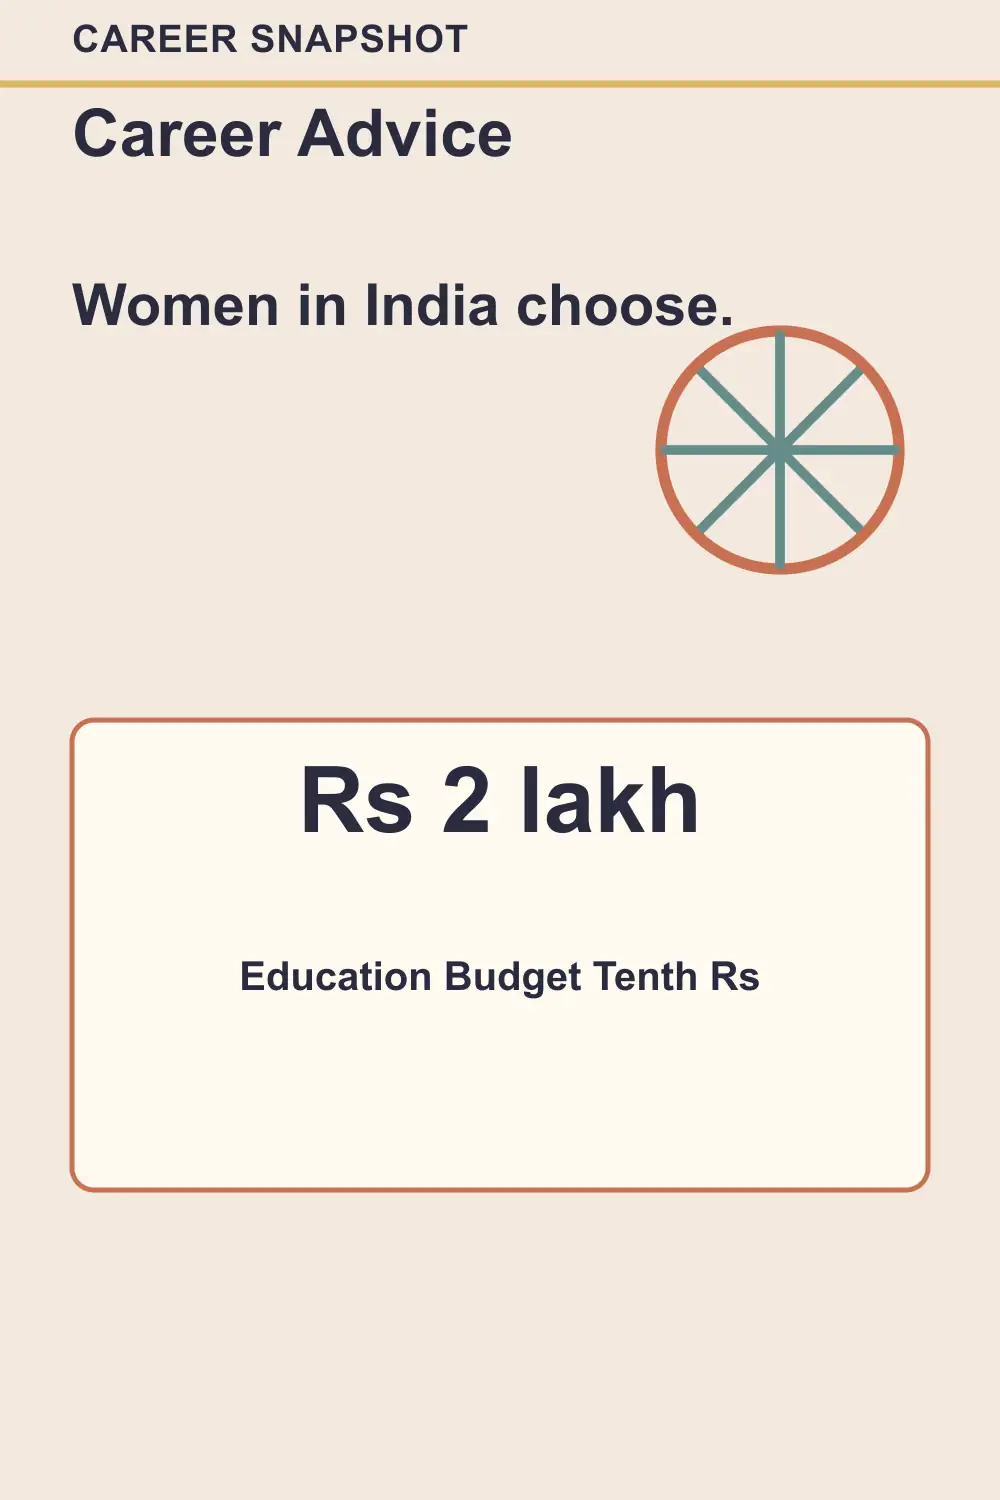 CAREER SNAPSHOT
Career Advice
Women in India choose.
Rs 2 lakh
Education Budget Tenth Rs